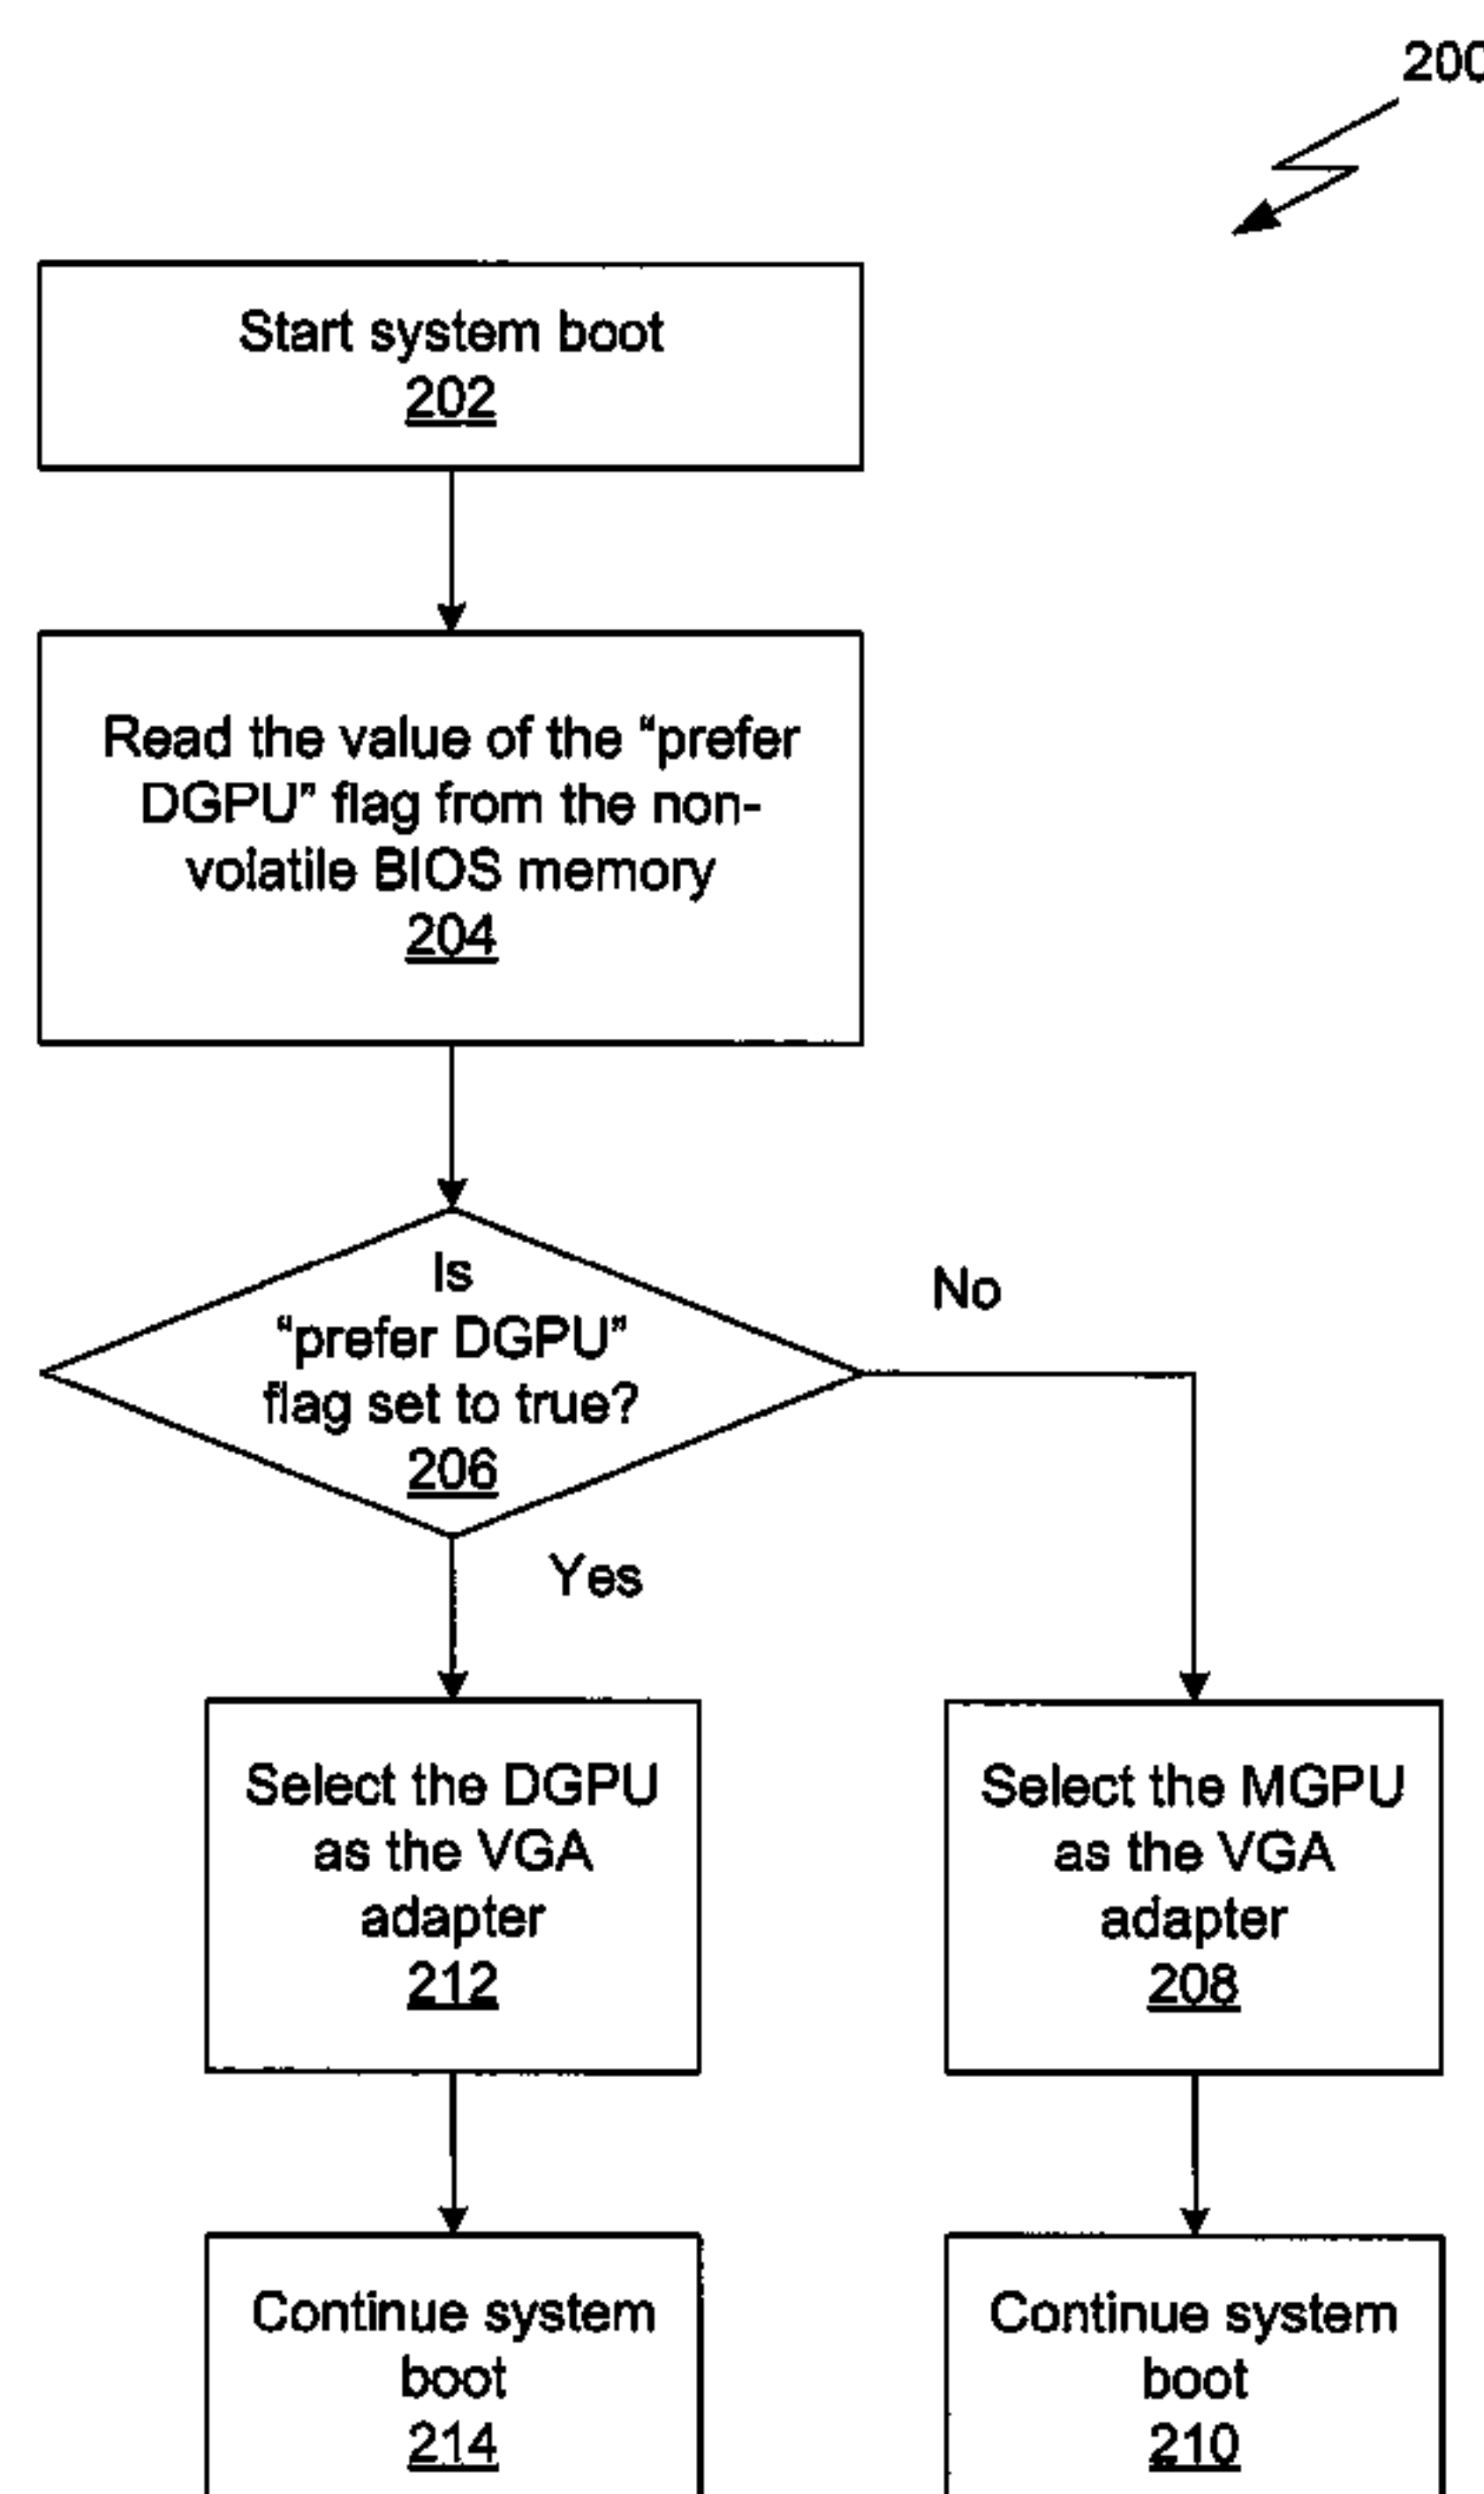 200
Start system boot
202
Read the value of the “prefer
DGPU” flag from the non-
volatile BIOS memory
204
Is
“prefer DGPU”
flag set to true?
206
No
Yes
Select the DGPU
as the VGA
adapter
212
Select the MGPU
as the VGA
adapter
208
Continue system
boot
214
Continue system
boot
210